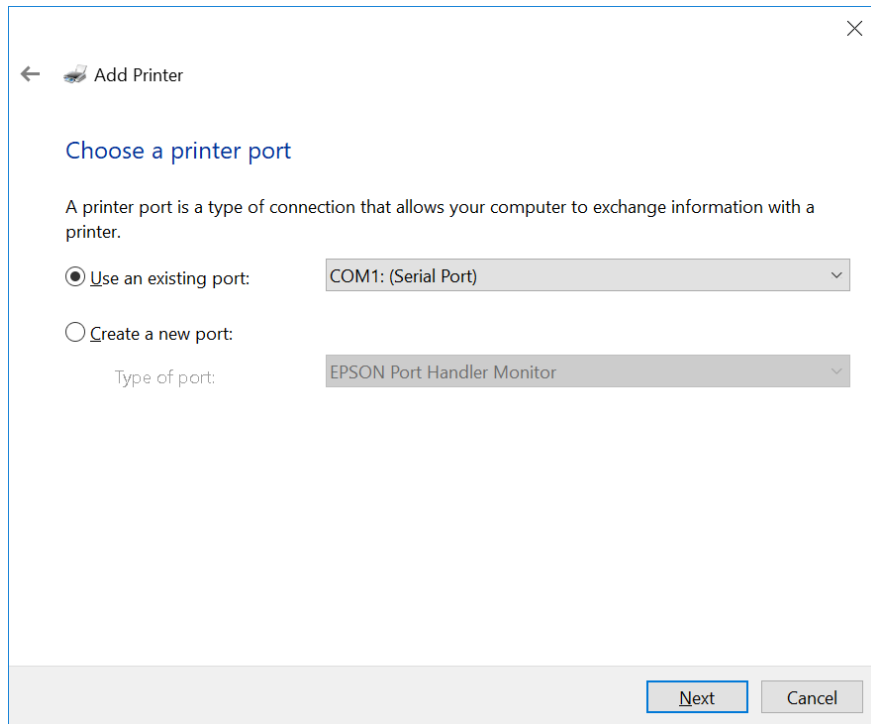 Add Printer
Choose a printer port
A printer port is a type of connection that allows your computer to exchange information with a
printer.
Use an existing port: COM1: (Serial Port)
Create a new port:
Type of port: EPSON Port Handler Monitor
Next Cancel